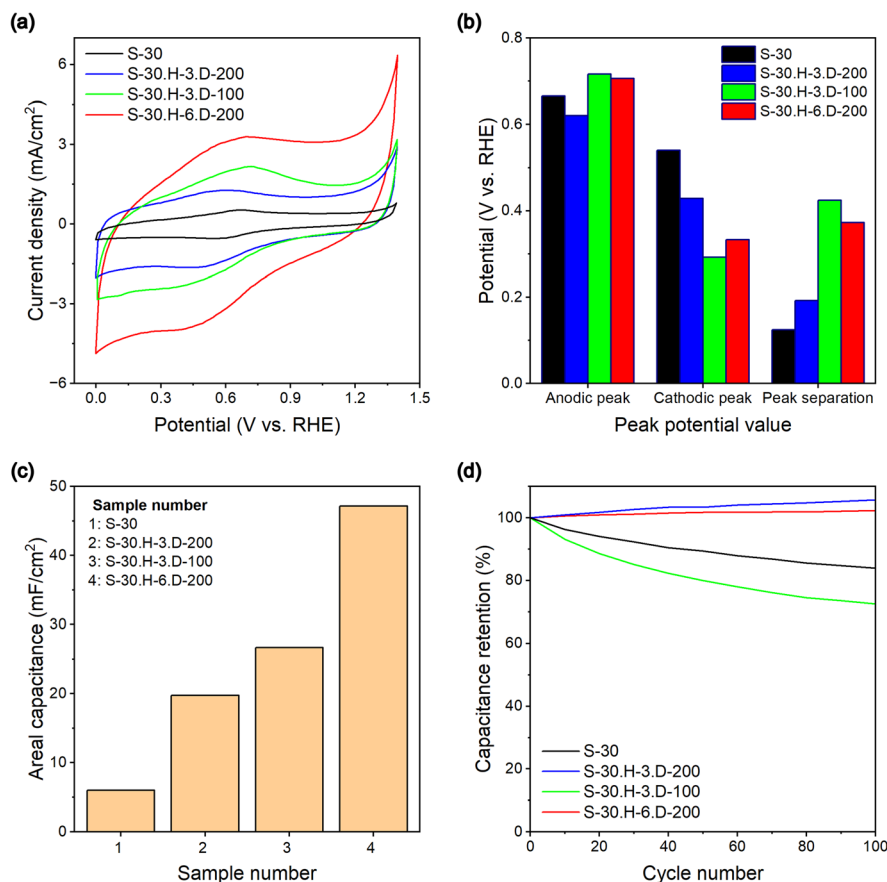 (a)
S-30
S-30.H-3.D-200
S-30.H-3.D-100
S-30.H-6.D-200
6
3
0
−3
−6
Current density (mA/cm²)
0.0 0.3 0.6 0.9 1.2 1.5
Potential (V vs. RHE)
(b)
S-30
S-30.H-3.D-200
S-30.H-3.D-100
S-30.H-6.D-200
0.8
0.6
0.4
0.2
0.0
Potential (V vs. RHE)
Anodic peak Cathodic peak Peak separation
Peak potential value
(c)
Sample number
1: S-30
2: S-30.H-3.D-200
3: S-30.H-3.D-100
4: S-30.H-6.D-200
50
40
30
20
10
0
Areal capacitance (mF/cm²)
1 2 3 4
Sample number
(d)
100
80
60
40
20
0
Capacitance retention (%)
S-30
S-30.H-3.D-200
S-30.H-3.D-100
S-30.H-6.D-200
0 20 40 60 80 100
Cycle number